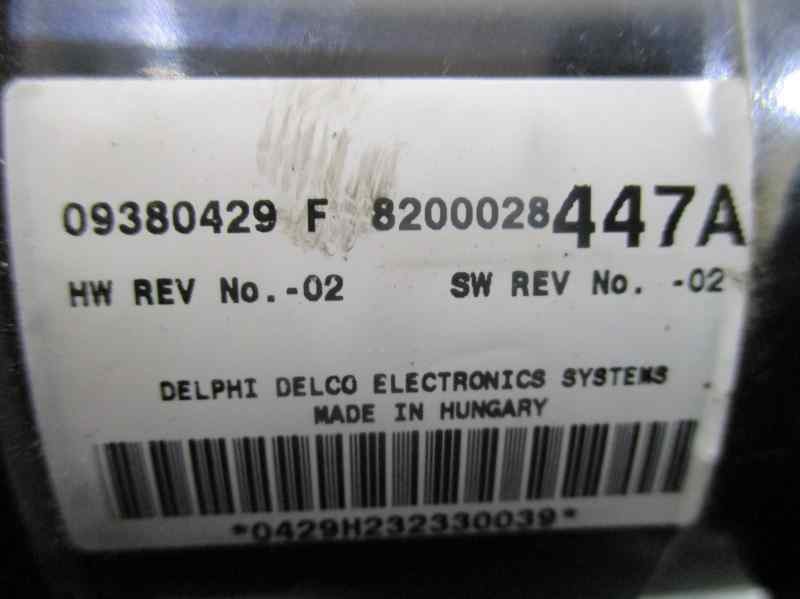 09380429 F 8200028447A
HW REV No.-02 SW REV No. -02
DELPHI DELCO ELECTRONICS SYSTEMS
MADE IN HUNGARY
*0429H232330039*